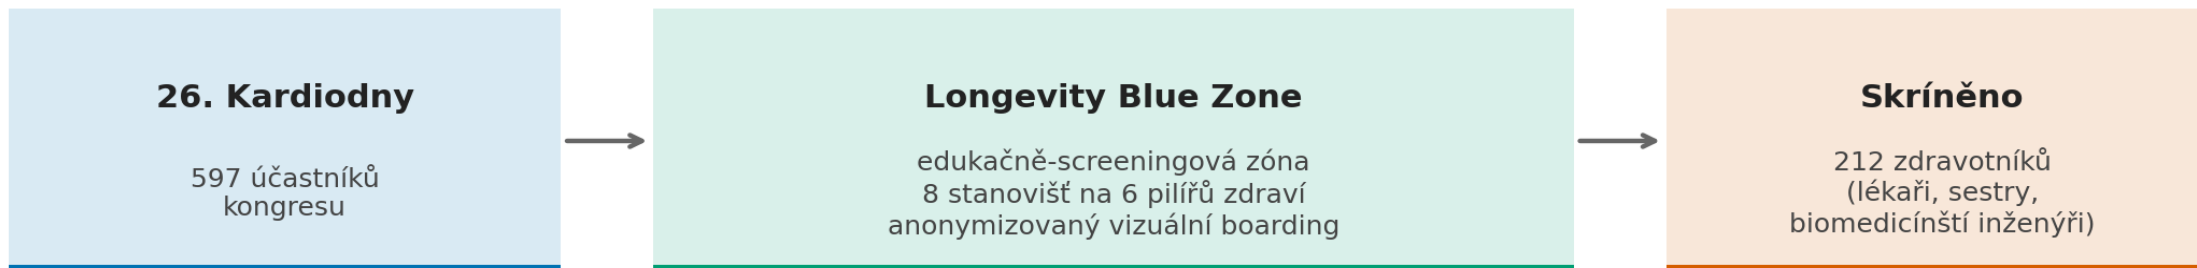 26. Kardiodny
597 účastníků
kongresu
Longevity Blue Zone
edukačně-screeningová zóna
8 stanovišť na 6 pilířů zdraví
anonymizovaný vizuální boarding
Skríněno
212 zdravotníků
(lékaři, sestry,
biomedicínští inženýři)